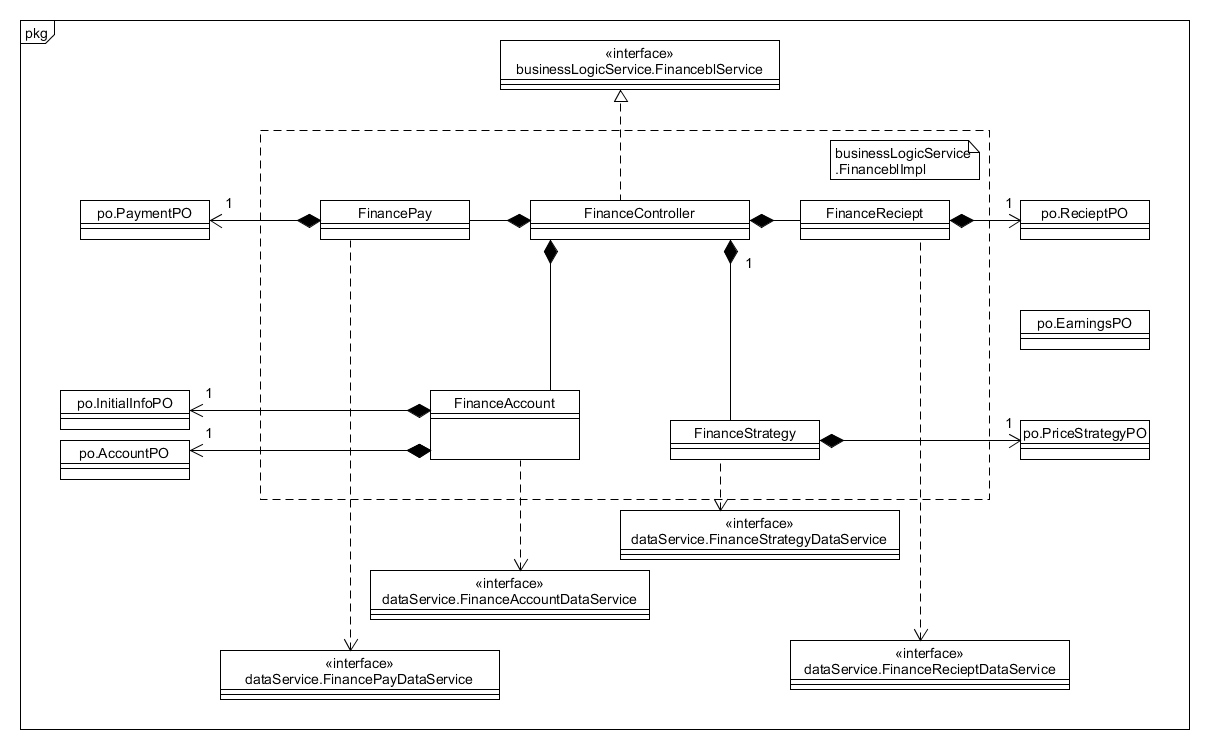 pkg
«interface»
businessLogicService.FinanceblService
businessLogicService
.FinanceblImpl
po.PaymentPO
1
FinancePay
FinanceController
FinanceReciept
1
po.RecieptPO
1
po.EarningsPO
po.InitialInfoPO
1
FinanceAccount
po.AccountPO
1
FinanceStrategy
1
po.PriceStrategyPO
«interface»
dataService.FinanceStrategyDataService
«interface»
dataService.FinanceAccountDataService
«interface»
dataService.FinancePayDataService
«interface»
dataService.FinanceRecieptDataService